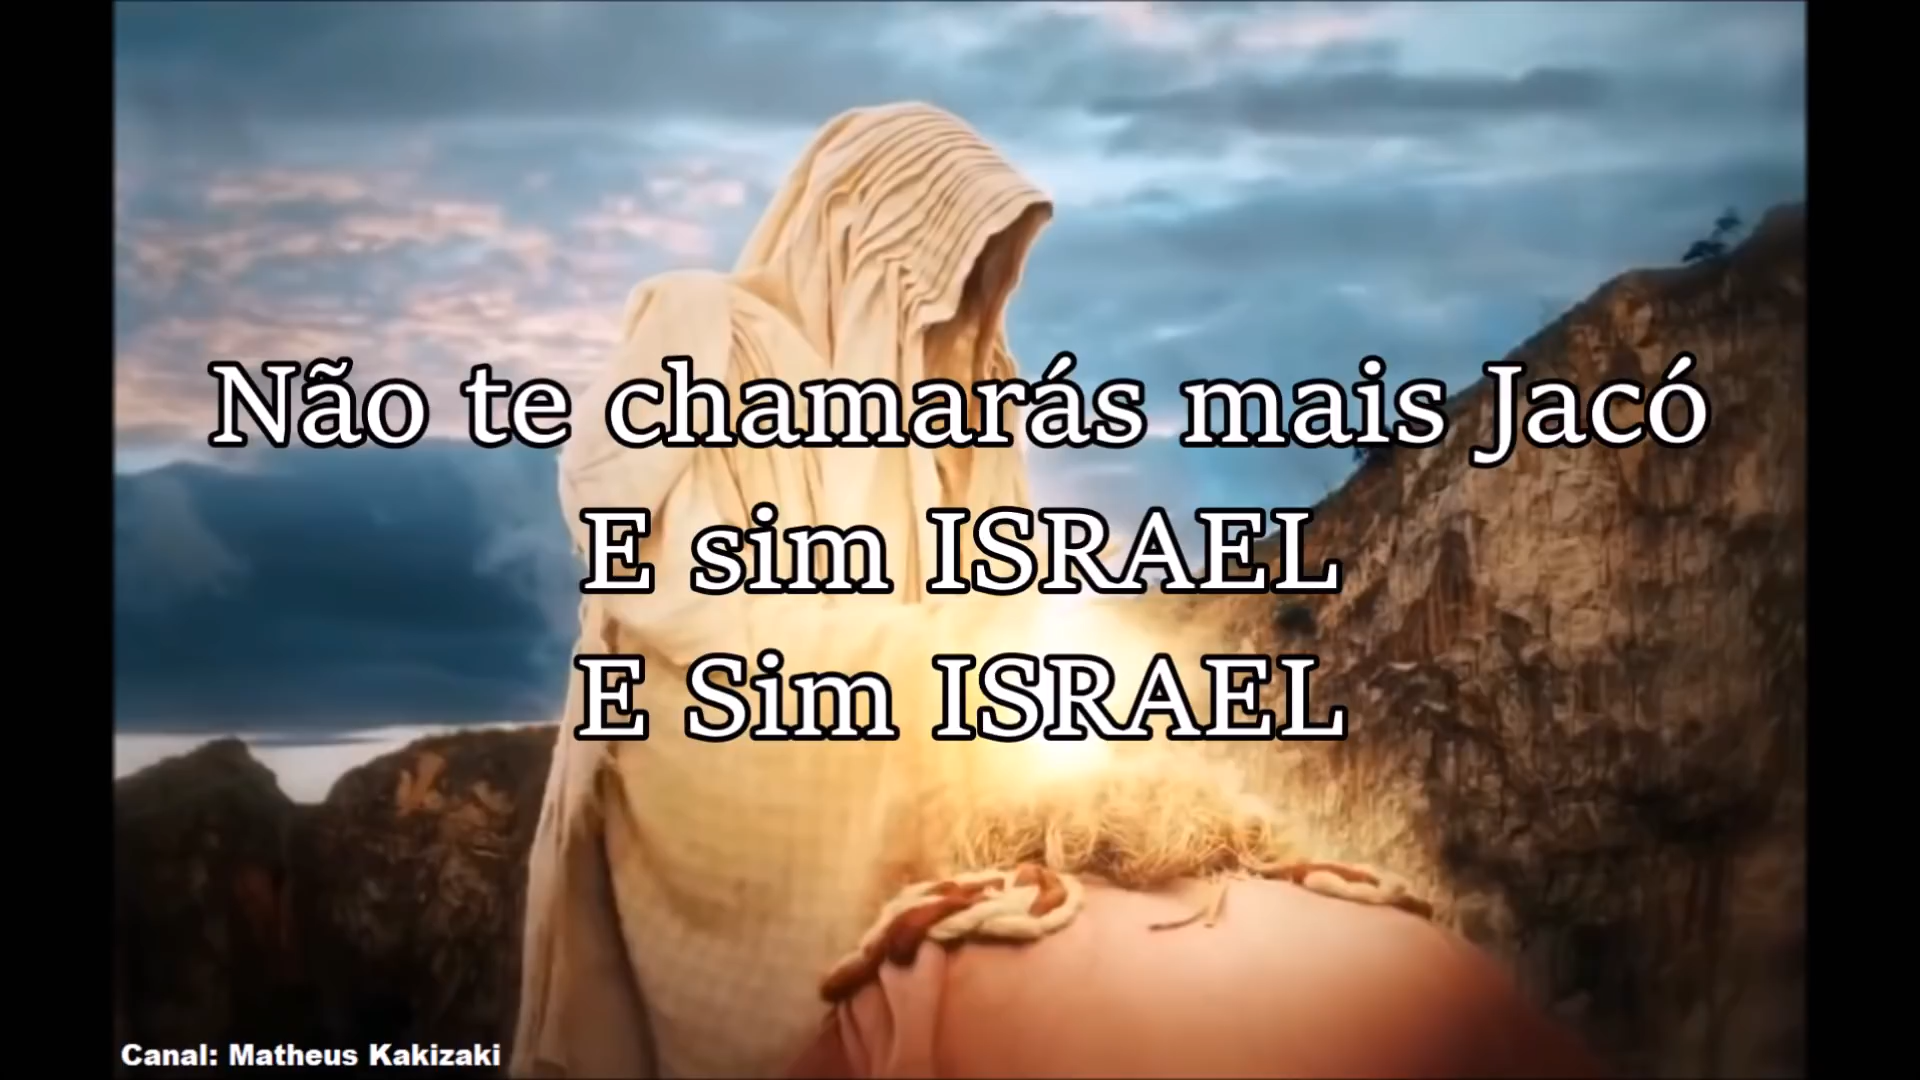 Não te chamarás mais Jacó
E sim ISRAEL
E Sim ISRAEL
Canal: Matheus Kakizaki